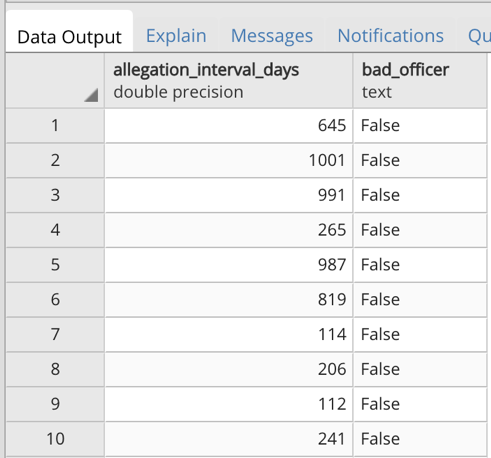 Data Output Explain Messages Notifications Qu
allegation_interval_days bad_officer
double precision text
1 645 False
2 1001 False
3 991 False
4 265 False
5 987 False
6 819 False
7 114 False
8 206 False
9 112 False
10 241 False